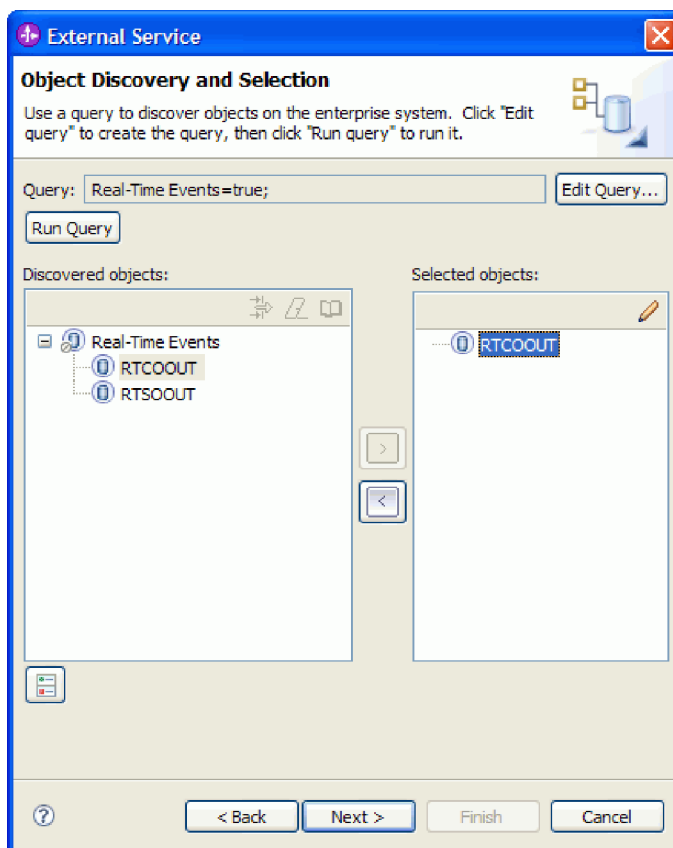 External Service
Object Discovery and Selection
Use a query to discover objects on the enterprise system. Click "Edit
query" to create the query, then click "Run query" to run it.
Query: Real-Time Events=true; Edit Query...
Run Query
Discovered objects: Selected objects:
Real-Time Events
RTCOOUT
RTSOOUT
RTCOOUT
>
<
< Back Next > Finish Cancel